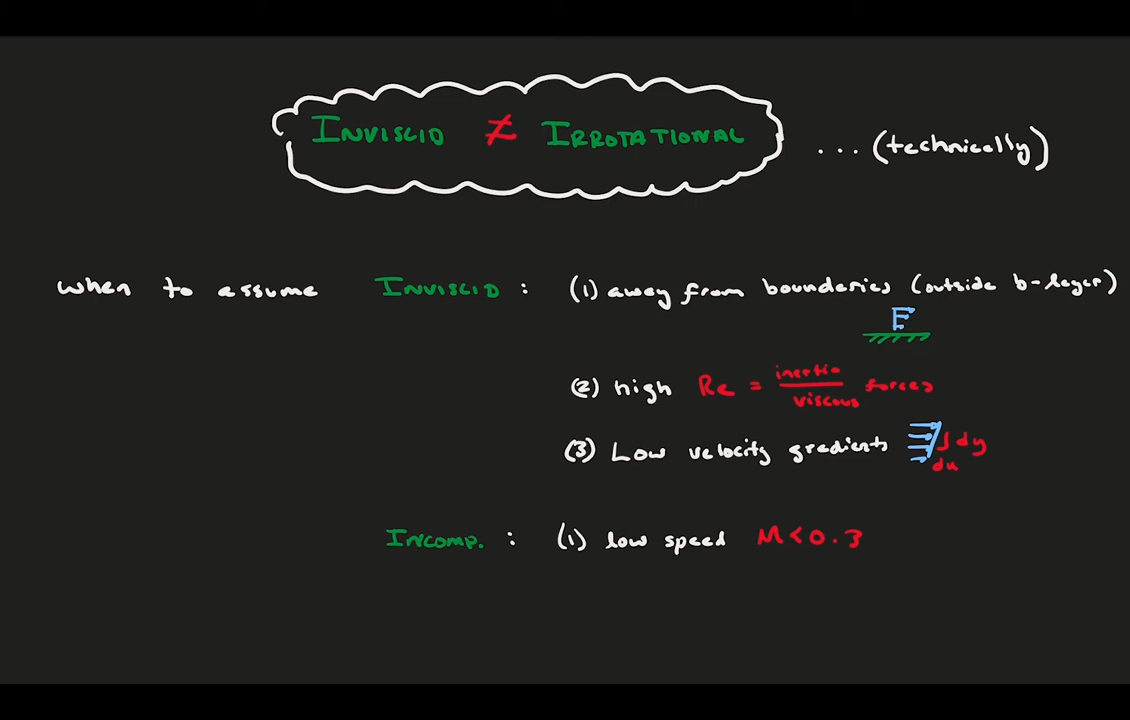 INVISCID ≠ IRROTATIONAL ... (technically)
when to assume INVISCID : (1) away from bounderies (outside b-layer)
(2) high Re = inertia / viscous forces
(3) Low velocity gradients dy
du
INCOMP. : (1) low speed M < 0.3